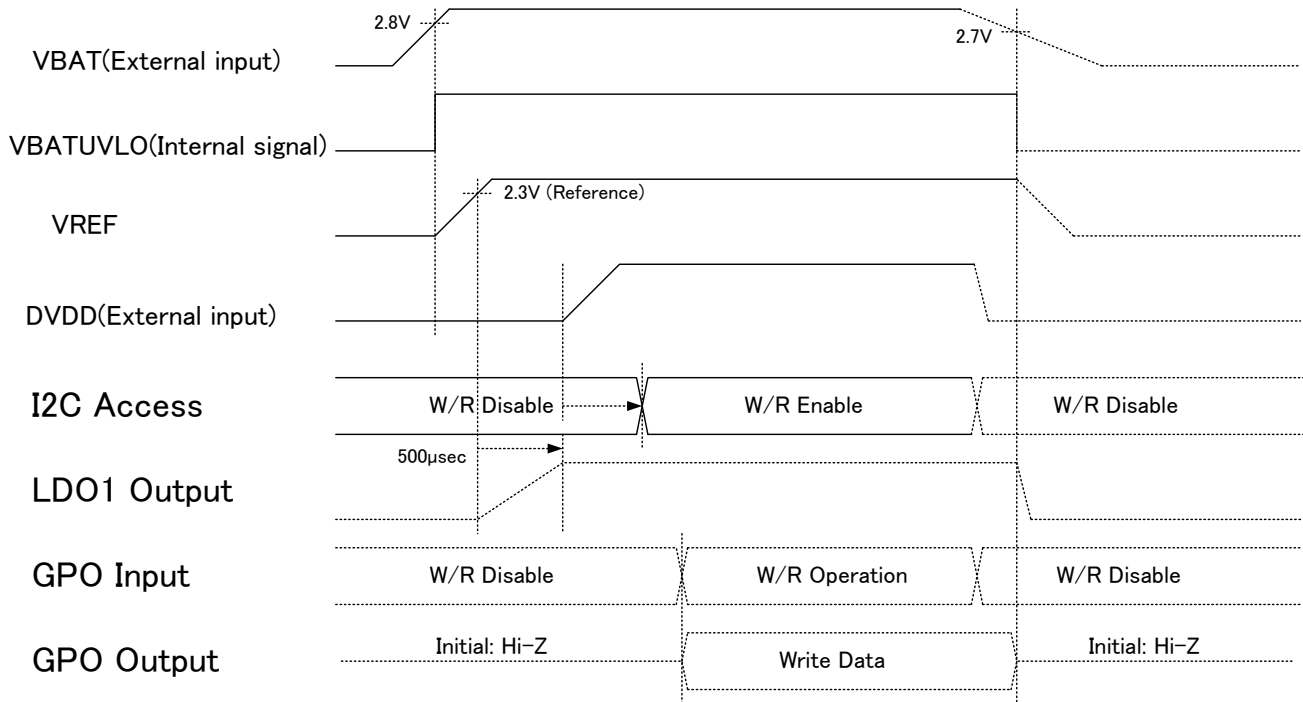 2.8V
2.7V
VBAT(External input)
VBATUVLO(Internal signal)
2.3V (Reference)
VREF
DVDD(External input)
I2C Access
W/R Disable
W/R Enable
W/R Disable
500μsec
LDO1 Output
GPO Input
W/R Disable
W/R Operation
W/R Disable
GPO Output
Initial: Hi-Z
Write Data
Initial: Hi-Z